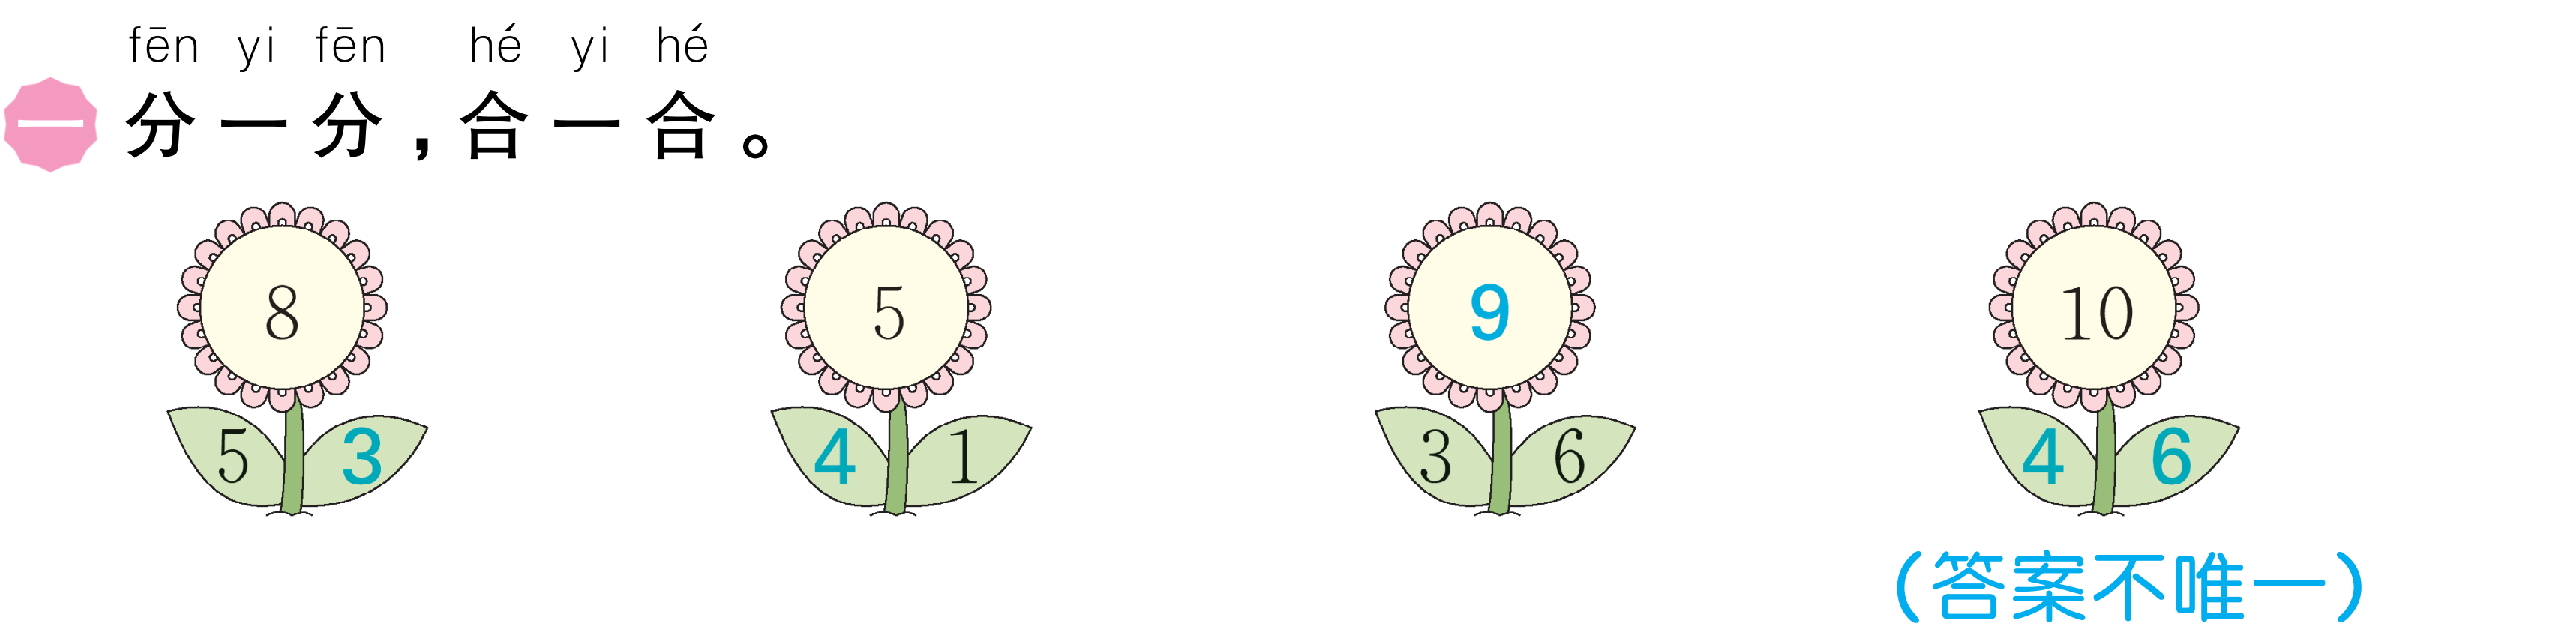 fēn yi fēn hé yi hé
一 分一分，合一合。
8 5 9 10
5 3 4 1 3 6 4 6
（答案不唯一）